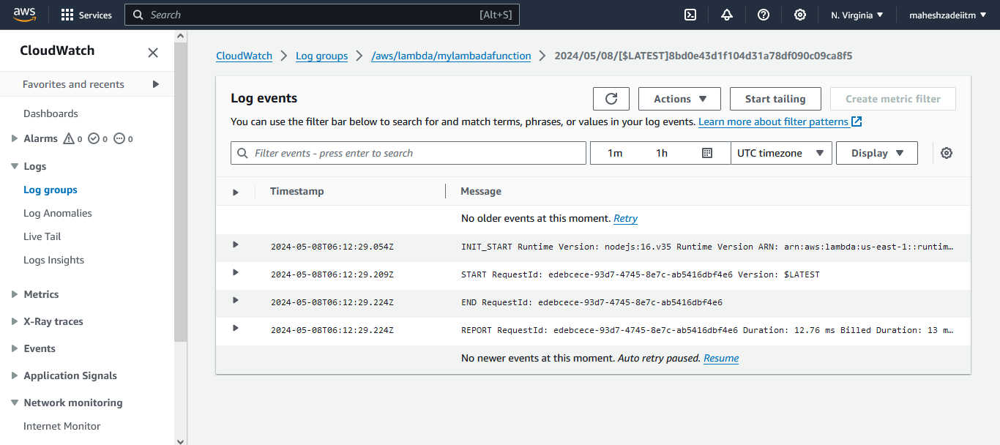 aws Services Search [Alt+S] N. Virginia maheshzadeiitm
CloudWatch
Favorites and recents
Dashboards
Alarms 0 0 0
Logs
Log groups
Log Anomalies
Live Tail
Logs Insights
Metrics
X-Ray traces
Events
Application Signals
Network monitoring
Internet Monitor
CloudWatch Log groups /aws/lambda/mylambadafunction 2024/05/08/[$LATEST]8bd0e43d1f104d31a78df090c09ca8f5
Log events Actions Start tailing Create metric filter
You can use the filter bar below to search for and match terms, phrases, or values in your log events. Learn more about filter patterns
Filter events - press enter to search 1m 1h UTC timezone Display
Timestamp Message
No older events at this moment. Retry
2024-05-08T06:12:29.054Z INIT_START Runtime Version: nodejs:16.v35 Runtime Version ARN: arn:aws:lambda:us-east-1::runtim…
2024-05-08T06:12:29.209Z START RequestId: edebcece-93d7-4745-8e7c-ab5416dbf4e6 Version: $LATEST
2024-05-08T06:12:29.224Z END RequestId: edebcece-93d7-4745-8e7c-ab5416dbf4e6
2024-05-08T06:12:29.224Z REPORT RequestId: edebcece-93d7-4745-8e7c-ab5416dbf4e6 Duration: 12.76 ms Billed Duration: 13 m…
No newer events at this moment. Auto retry paused. Resume